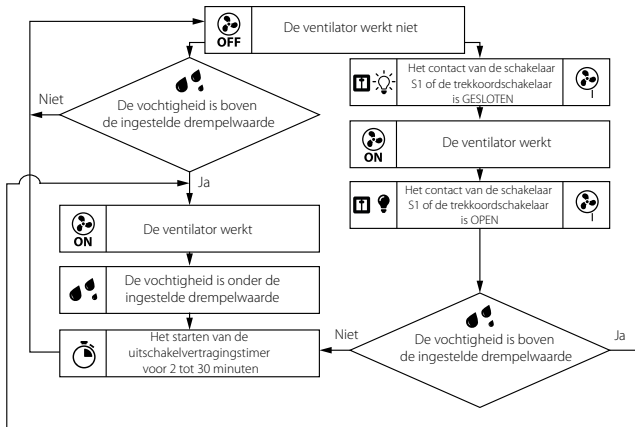 OFF
De ventilator werkt niet
Niet
De vochtigheid is boven
de ingestelde drempelwaarde
Ja
ON
De ventilator werkt
De vochtigheid is onder de
ingestelde drempelwaarde
Het starten van de
uitschakelvertragingstimer
voor 2 tot 30 minuten
Het contact van de schakelaar
S1 of de trekkoordschakelaar
is GESLOTEN
ON
De ventilator werkt
Het contact van de schakelaar
S1 of de trekkoordschakelaar
is OPEN
Niet
De vochtigheid is boven
de ingestelde drempelwaarde
Ja